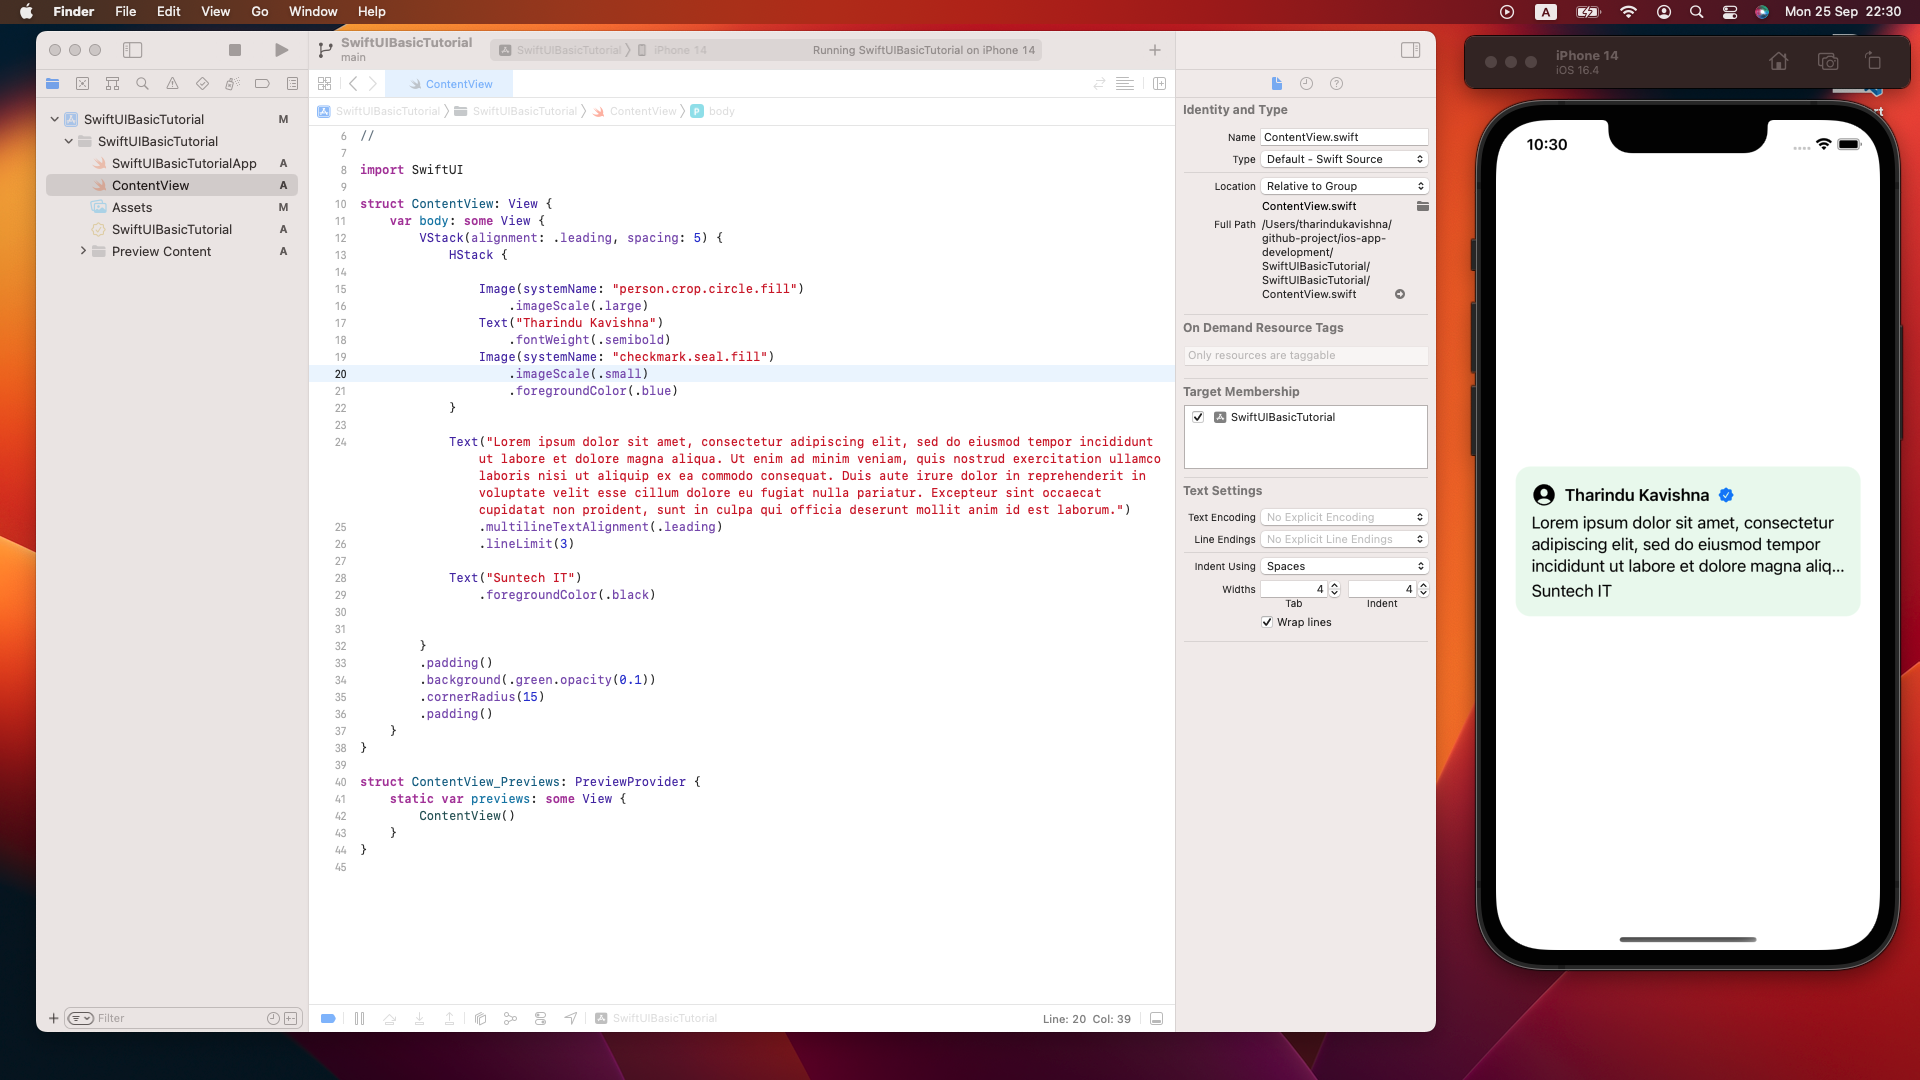 Finder File Edit View Go Window Help
A
Mon 25 Sep 22:30
SwiftUIBasicTutorial
main
SwiftUIBasicTutorial iPhone 14 Running SwiftUIBasicTutorial on iPhone 14
ContentView
SwiftUIBasicTutorial SwiftUIBasicTutorial ContentView P body
SwiftUIBasicTutorial M
SwiftUIBasicTutorial
SwiftUIBasicTutorialApp A
ContentView A
Assets M
SwiftUIBasicTutorial A
Preview Content A
Filter
6 //
7
8 import SwiftUI
9
10 struct ContentView: View {
11 var body: some View {
12 VStack(alignment: .leading, spacing: 5) {
13 HStack {
14
15 Image(systemName: "person.crop.circle.fill")
16 .imageScale(.large)
17 Text("Tharindu Kavishna")
18 .fontWeight(.semibold)
19 Image(systemName: "checkmark.seal.fill")
20 .imageScale(.small)
21 .foregroundColor(.blue)
22 }
23
24 Text("Lorem ipsum dolor sit amet, consectetur adipiscing elit, sed do eiusmod tempor incididunt
ut labore et dolore magna aliqua. Ut enim ad minim veniam, quis nostrud exercitation ullamco
laboris nisi ut aliquip ex ea commodo consequat. Duis aute irure dolor in reprehenderit in
voluptate velit esse cillum dolore eu fugiat nulla pariatur. Excepteur sint occaecat
cupidatat non proident, sunt in culpa qui officia deserunt mollit anim id est laborum.")
25 .multilineTextAlignment(.leading)
26 .lineLimit(3)
27
28 Text("Suntech IT")
29 .foregroundColor(.black)
30
31
32 }
33 .padding()
34 .background(.green.opacity(0.1))
35 .cornerRadius(15)
36 .padding()
37 }
38 }
39
40 struct ContentView_Previews: PreviewProvider {
41 static var previews: some View {
42 ContentView()
43 }
44 }
45
SwiftUIBasicTutorial
Line: 20 Col: 39
Identity and Type
Name ContentView.swift
Type Default - Swift Source
Location Relative to Group
ContentView.swift
Full Path /Users/tharindukavishna/
github-project/ios-app-
development/
SwiftUIBasicTutorial/
SwiftUIBasicTutorial/
ContentView.swift
On Demand Resource Tags
Only resources are taggable
Target Membership
SwiftUIBasicTutorial
Text Settings
Text Encoding No Explicit Encoding
Line Endings No Explicit Line Endings
Indent Using Spaces
Widths 4 4
Tab Indent
Wrap lines
iPhone 14
iOS 16.4
10:30
Tharindu Kavishna
Lorem ipsum dolor sit amet, consectetur
adipiscing elit, sed do eiusmod tempor
incididunt ut labore et dolore magna aliq...
Suntech IT